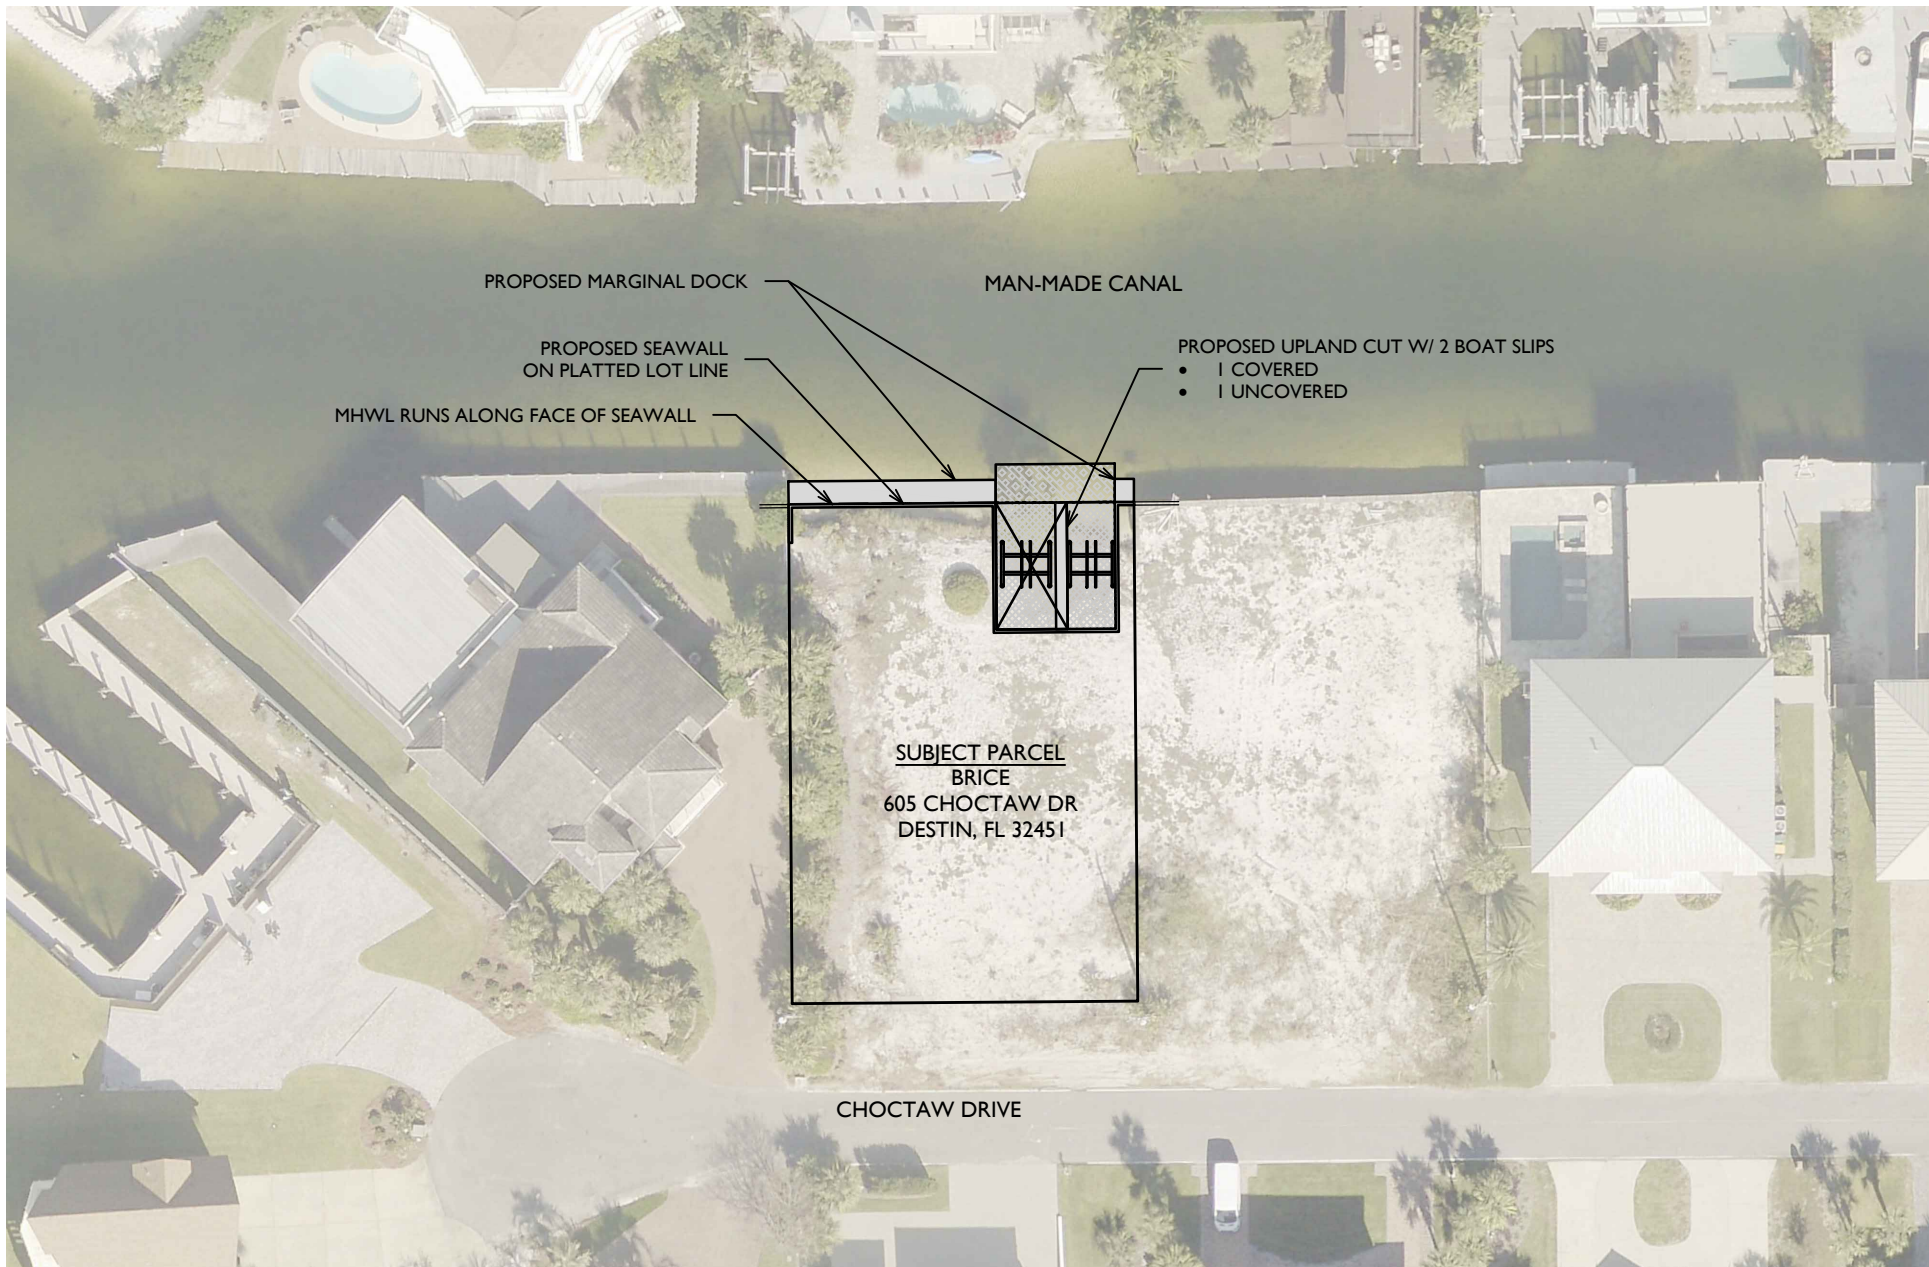 PROPOSED MARGINAL DOCK
MAN-MADE CANAL
PROPOSED SEAWALL
ON PLATTED LOT LINE
PROPOSED UPLAND CUT W/ 2 BOAT SLIPS
• 1 COVERED
• 1 UNCOVERED
MHWL RUNS ALONG FACE OF SEAWALL
SUBJECT PARCEL
BRICE
605 CHOCTAW DR
DESTIN, FL 32451
CHOCTAW DRIVE